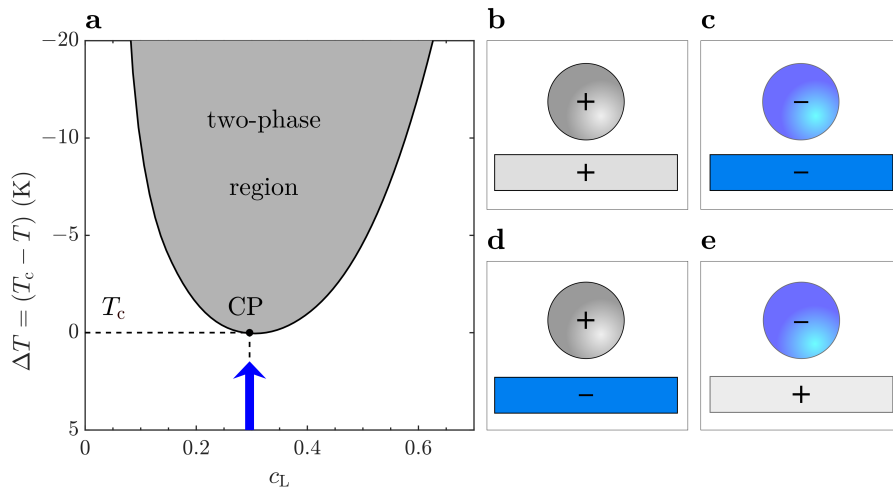 a
-20
-10
-5
0
5
ΔT = (T_c − T) (K)
two-phase
region
T_c
CP
0
0.2
0.4
0.6
c_L
b
+
+
c
−
−
d
+
−
e
−
+